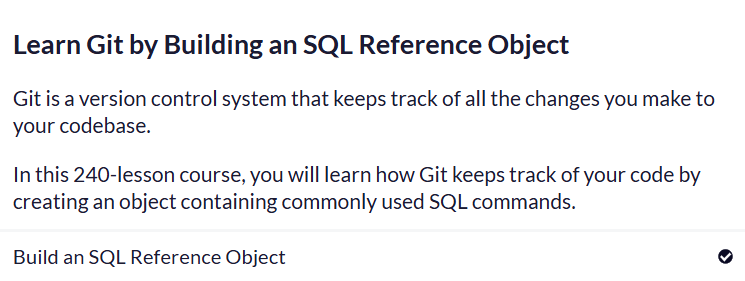 Learn Git by Building an SQL Reference Object
Git is a version control system that keeps track of all the changes you make to
your codebase.
In this 240-lesson course, you will learn how Git keeps track of your code by
creating an object containing commonly used SQL commands.
Build an SQL Reference Object